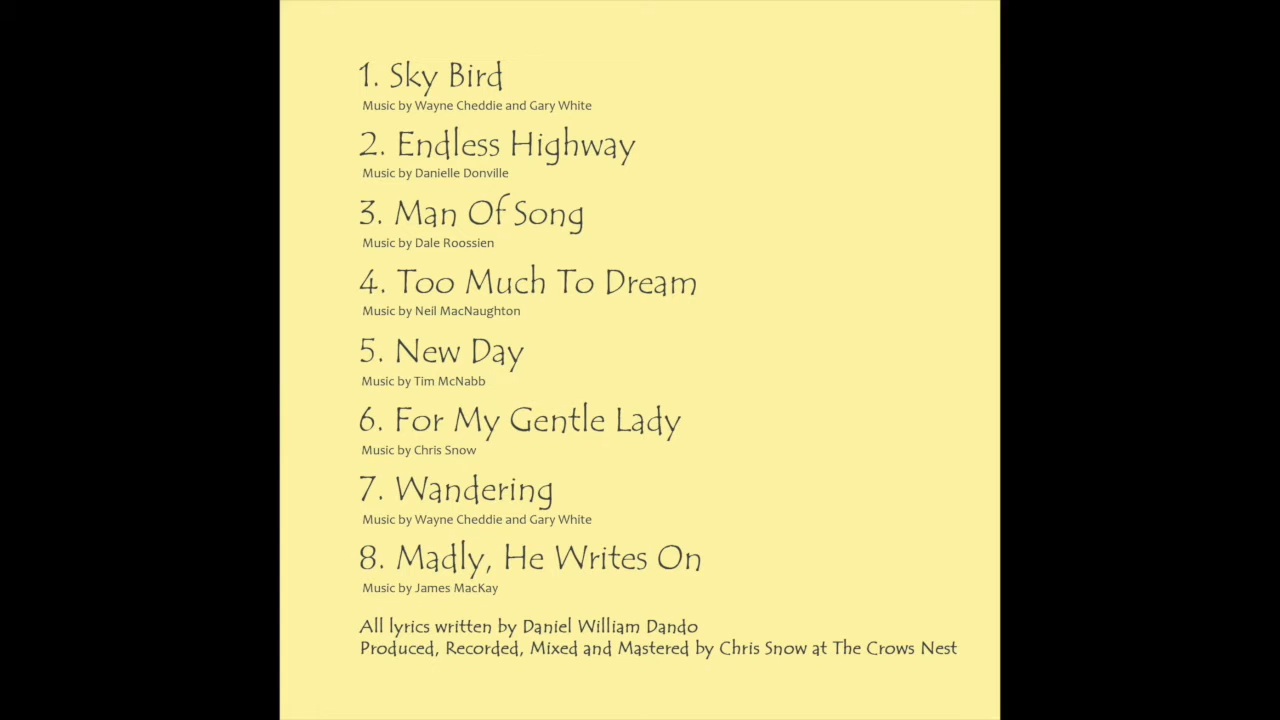 1. Sky Bird
Music by Wayne Cheddie and Gary White
2. Endless Highway
Music by Danielle Donville
3. Man Of Song
Music by Dale Roossien
4. Too Much To Dream
Music by Neil MacNaughton
5. New Day
Music by Tim McNabb
6. For My Gentle Lady
Music by Chris Snow
7. Wandering
Music by Wayne Cheddie and Gary White
8. Madly, He Writes On
Music by James MacKay
All lyrics written by Daniel William Dando
Produced, Recorded, Mixed and Mastered by Chris Snow at The Crows Nest